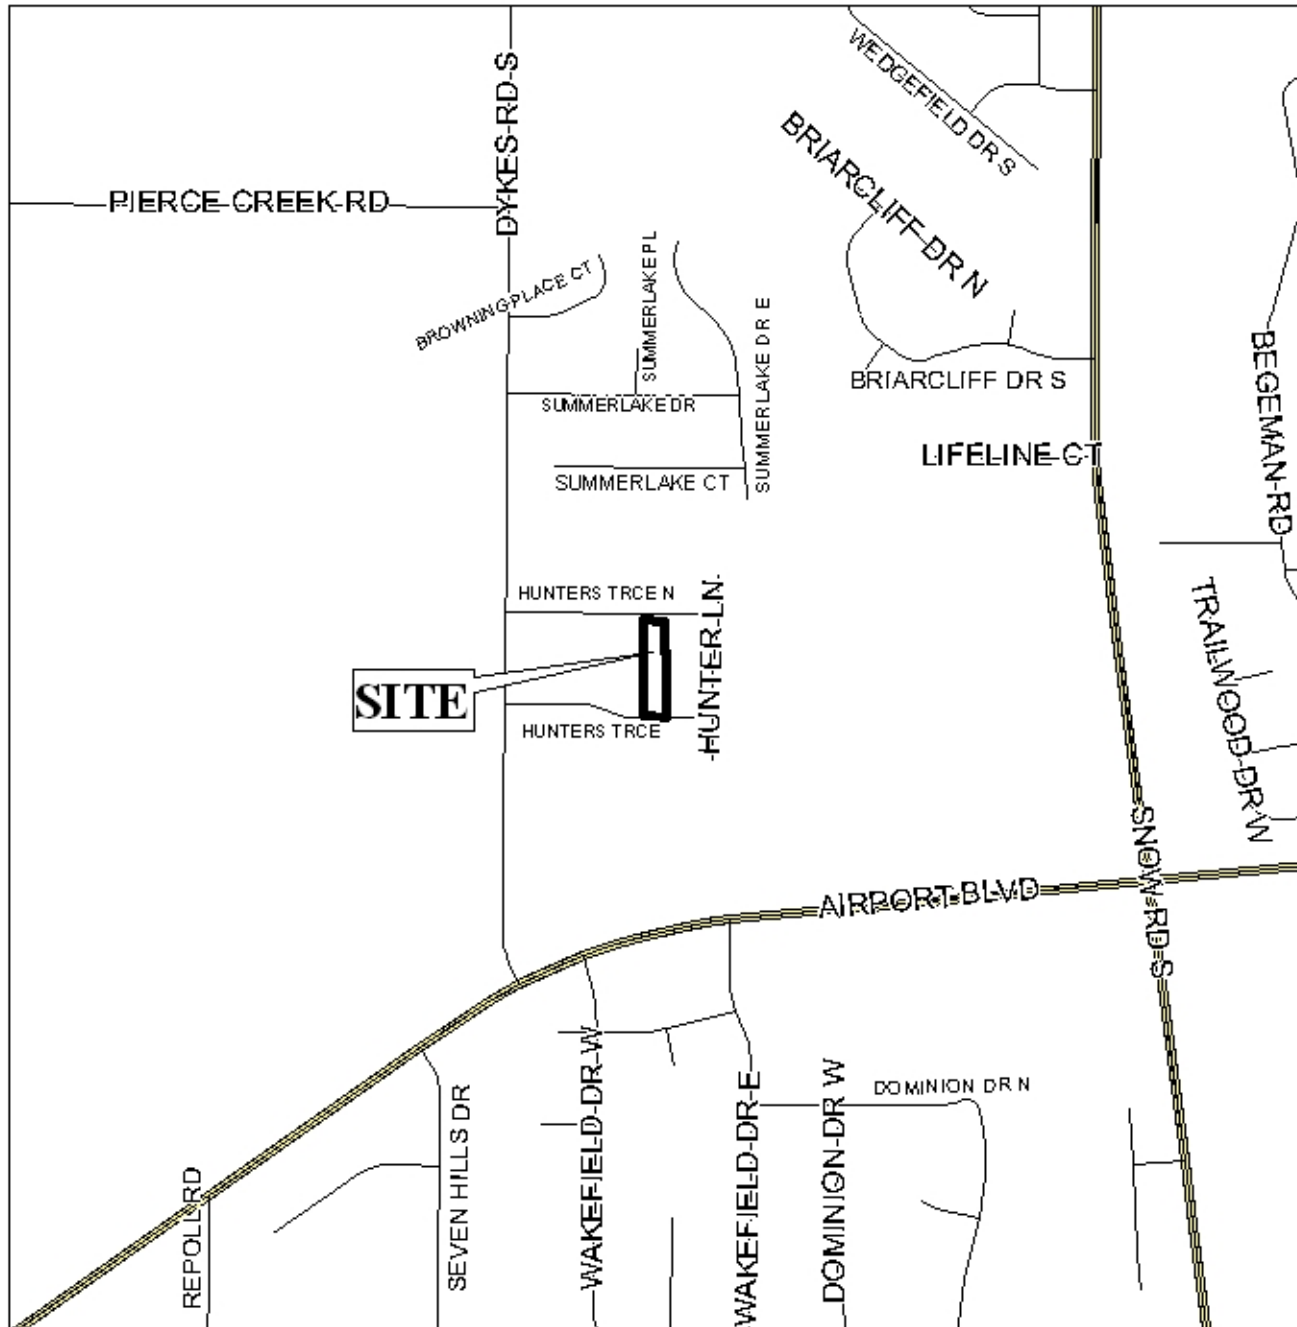 WEDGEFIELD DR S
DYKES RD S
BRIARCLIFF DR N
PIERCE CREEK RD
BROWNING PLACE CT
SUMMERLAKE PL
SUMMERLAKE DR E
BRIARCLIFF DR S
BEGEMAN RD
SUMMERLAKE DR
LIFELINE CT
SUMMERLAKE CT
HUNTERS TRCE N
HUNTER LN
TRAILWOOD DR W
SITE
HUNTERS TRCE
SNOW RD S
AIRPORT BLVD
WAKEFIELD DR W
WAKEFIELD DR E
DOMINION DR W
DOMINION DR N
SEVEN HILLS DR
REPOLL RD